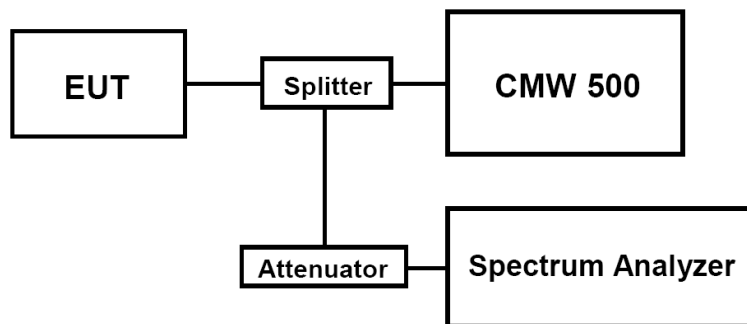 EUT
Splitter
CMW 500
Attenuator
Spectrum Analyzer